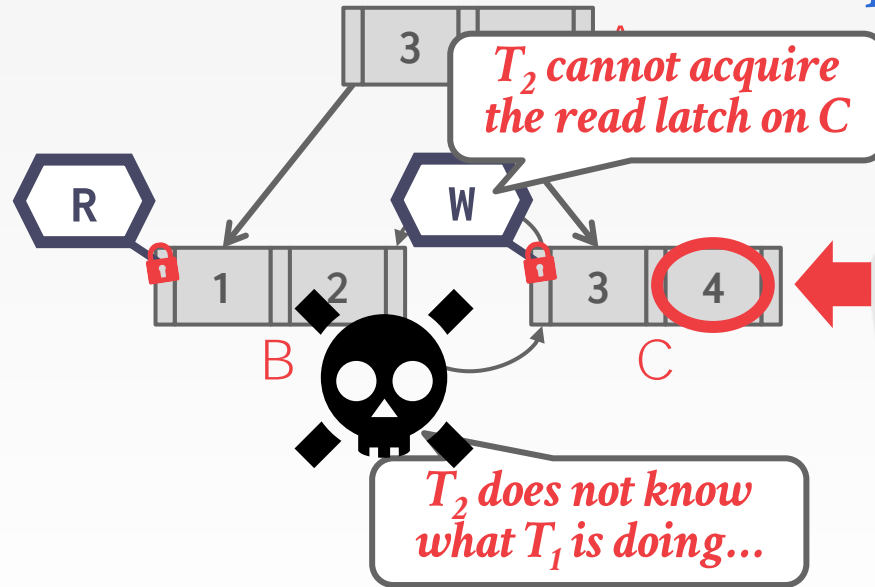 3
T₂ cannot acquire
the read latch on C
R
W
1 2
3 4
B
C
T₂ does not know
what T₁ is doing...